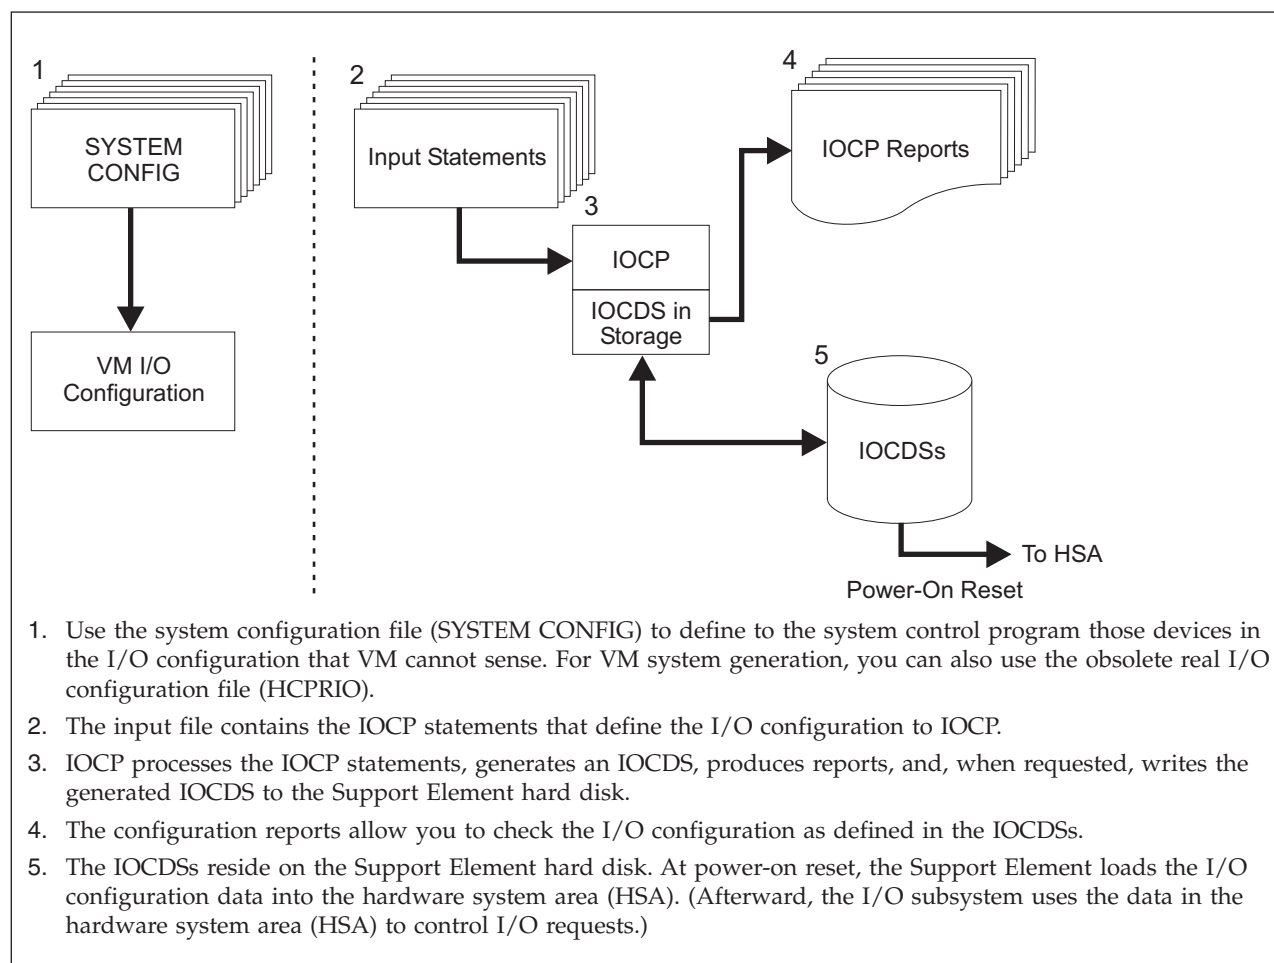 1
SYSTEM
CONFIG
VM I/O
Configuration
2
Input Statements
3
IOCP
IOCDS in
Storage
4
IOCP Reports
5
IOCDSs
To HSA
Power-On Reset
1. Use the system configuration file (SYSTEM CONFIG) to define to the system control program those devices in
the I/O configuration that VM cannot sense. For VM system generation, you can also use the obsolete real I/O
configuration file (HCPRIO).
2. The input file contains the IOCP statements that define the I/O configuration to IOCP.
3. IOCP processes the IOCP statements, generates an IOCDS, produces reports, and, when requested, writes the
generated IOCDS to the Support Element hard disk.
4. The configuration reports allow you to check the I/O configuration as defined in the IOCDSs.
5. The IOCDSs reside on the Support Element hard disk. At power-on reset, the Support Element loads the I/O
configuration data into the hardware system area (HSA). (Afterward, the I/O subsystem uses the data in the
hardware system area (HSA) to control I/O requests.)